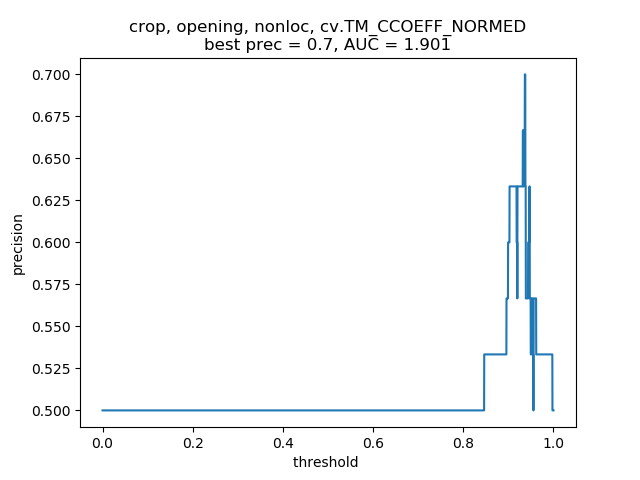 crop, opening, nonloc, cv.TM_CCOEFF_NORMED
best prec = 0.7, AUC = 1.901
0.700
0.675
0.650
0.625
0.600
0.575
0.550
0.525
0.500
precision
0.0 0.2 0.4 0.6 0.8 1.0
threshold